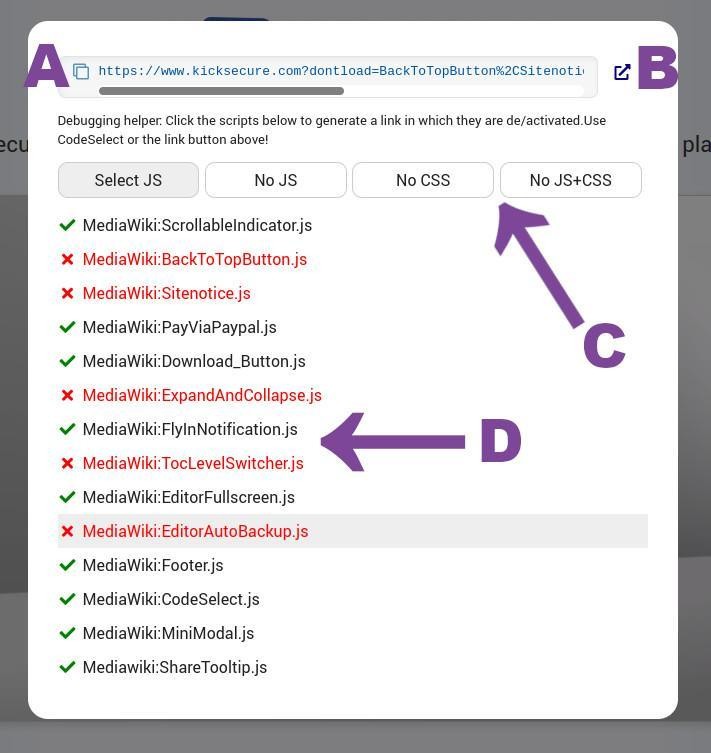 A
https://www.kicksecure.com?dontload=BackToTopButton%2CSitenoti
B
Debugging helper: Click the scripts below to generate a link in which they are de/activated.Use
CodeSelect or the link button above!
ecu
pla
Select JS
No JS
No CSS
No JS+CSS
MediaWiki:ScrollableIndicator.js
MediaWiki:BackToTopButton.js
MediaWiki:Sitenotice.js
MediaWiki:PayViaPaypal.js
C
MediaWiki:Download_Button.js
MediaWiki:ExpandAndCollapse.js
MediaWiki:FlyInNotification.js
D
MediaWiki:TocLevelSwitcher.js
MediaWiki:EditorFullscreen.js
MediaWiki:EditorAutoBackup.js
MediaWiki:Footer.js
MediaWiki:CodeSelect.js
MediaWiki:MiniModal.js
Mediawiki:ShareTooltip.js